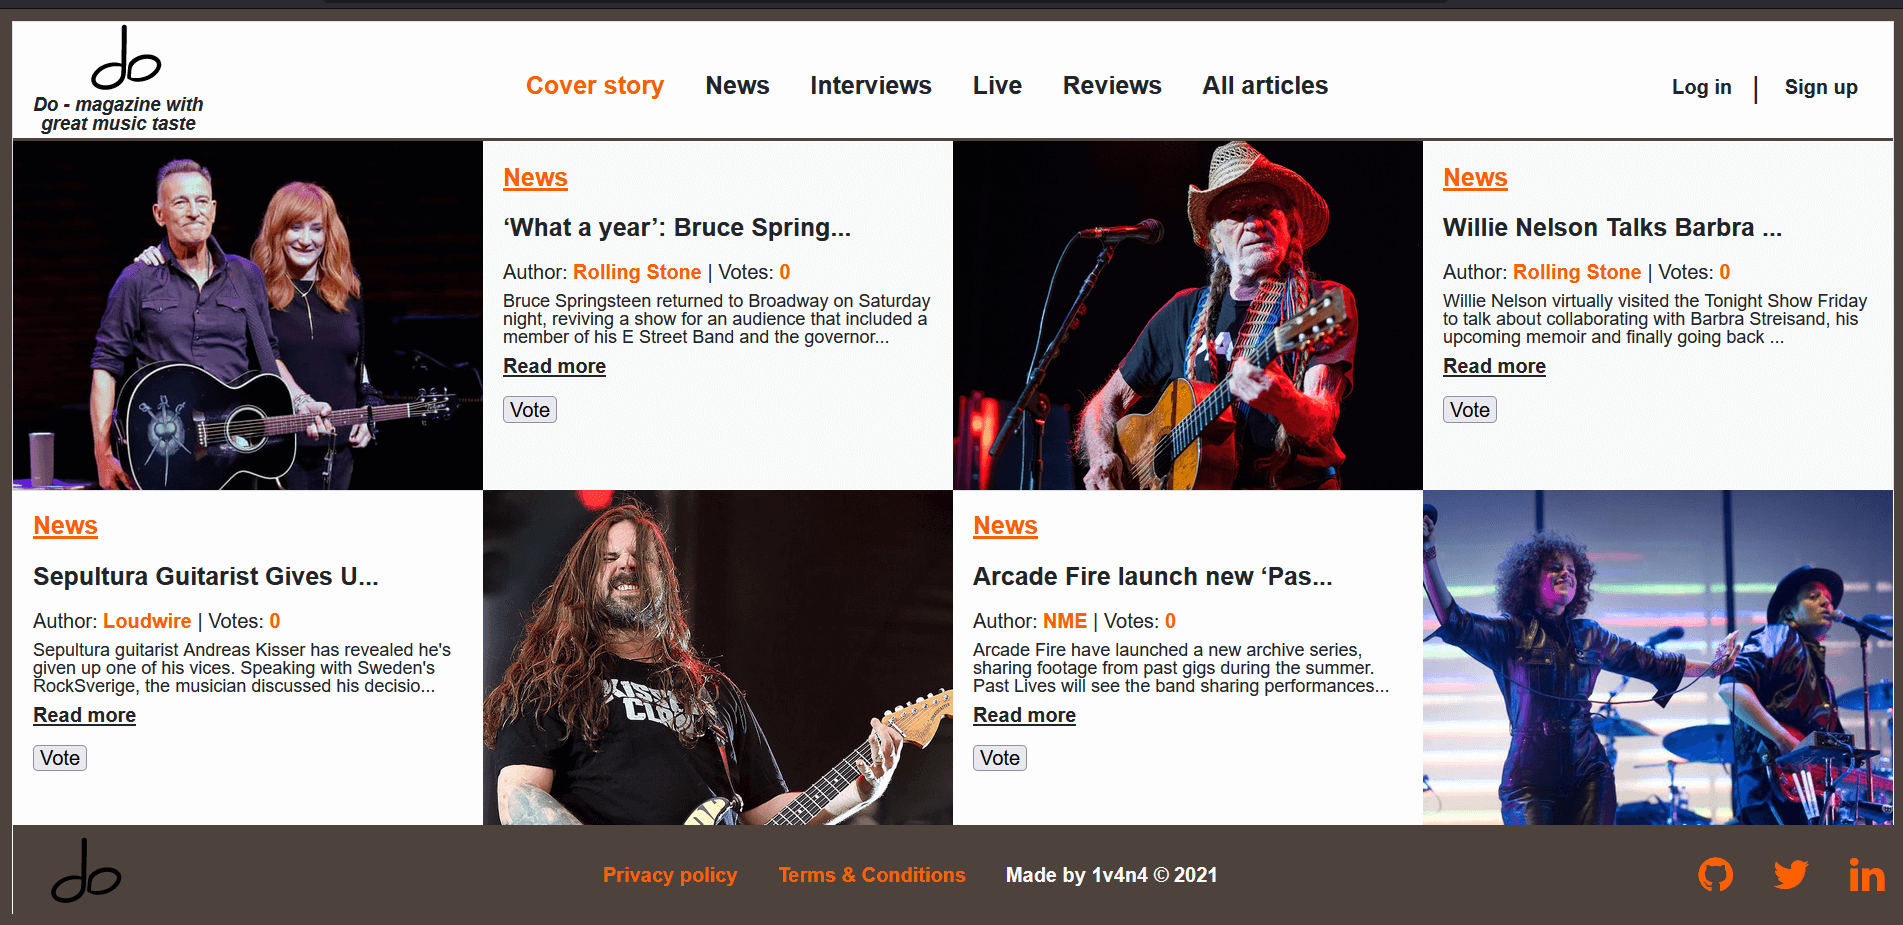 Do - magazine with
great music taste
Cover story
News
Interviews
Live
Reviews
All articles
Log in | Sign up
News
‘What a year’: Bruce Spring...
Author: Rolling Stone | Votes: 0
Bruce Springsteen returned to Broadway on Saturday
night, reviving a show for an audience that included a
member of his E Street Band and the governor...
Read more
Vote
News
Willie Nelson Talks Barbra ...
Author: Rolling Stone | Votes: 0
Willie Nelson virtually visited the Tonight Show Friday
to talk about collaborating with Barbra Streisand, his
upcoming memoir and finally going back ...
Read more
Vote
News
Sepultura Guitarist Gives U...
Author: Loudwire | Votes: 0
Sepultura guitarist Andreas Kisser has revealed he's
given up one of his vices. Speaking with Sweden's
RockSverige, the musician discussed his decisio...
Read more
Vote
News
Arcade Fire launch new ‘Pas...
Author: NME | Votes: 0
Arcade Fire have launched a new archive series,
sharing footage from past gigs during the summer.
Past Lives will see the band sharing performances...
Read more
Vote
Privacy policy
Terms & Conditions
Made by 1v4n4 © 2021